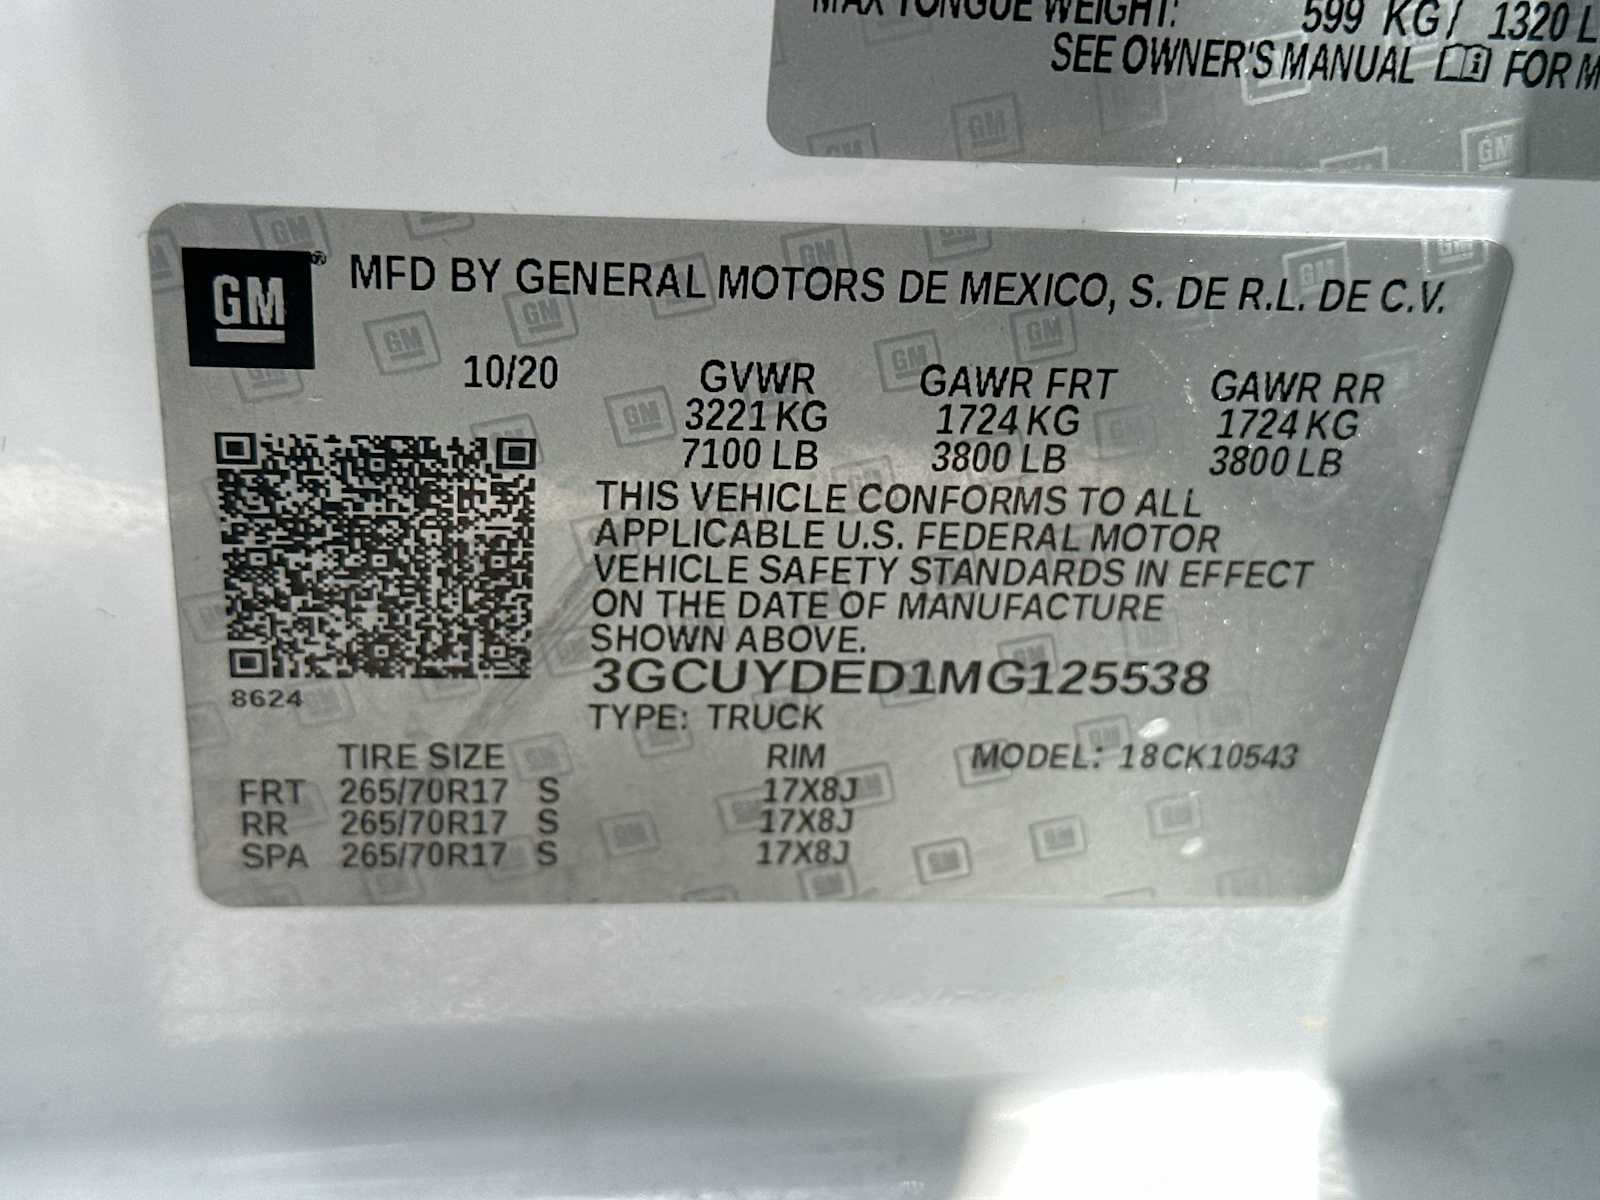 MAX TONGUE WEIGHT: 599 KG / 1320 L
SEE OWNER'S MANUAL FOR M
GM® MFD BY GENERAL MOTORS DE MEXICO, S. DE R.L. DE C.V.
10/20 GVWR GAWR FRT GAWR RR
3221 KG 1724 KG 1724 KG
7100 LB 3800 LB 3800 LB
THIS VEHICLE CONFORMS TO ALL
APPLICABLE U.S. FEDERAL MOTOR
VEHICLE SAFETY STANDARDS IN EFFECT
ON THE DATE OF MANUFACTURE
SHOWN ABOVE.
3GCUYDED1MG125538
8624
TYPE: TRUCK
TIRE SIZE RIM MODEL: 18CK10543
FRT 265/70R17 S 17X8J
RR 265/70R17 S 17X8J
SPA 265/70R17 S 17X8J